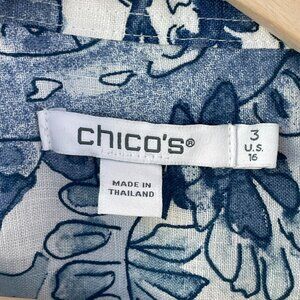 chico's®
3
U.S.
16
MADE IN
THAILAND